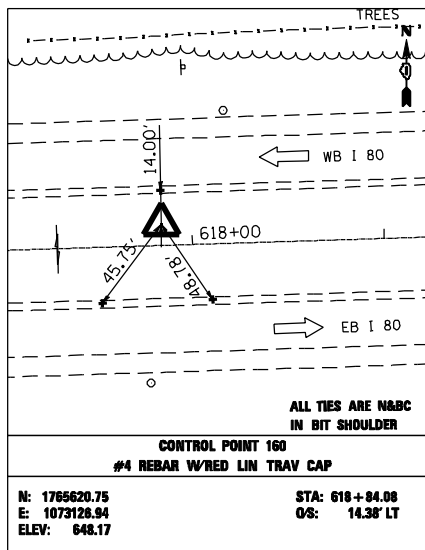 TREES
N
14.00'
WB I 80
618+00
45.75'
48.78'
EB I 80
ALL TIES ARE N&BC
IN BIT SHOULDER
CONTROL POINT 160
#4 REBAR W/RED LIN TRAV CAP
N: 1765620.75
E: 1073126.94
ELEV: 648.17
STA: 618+84.08
O/S: 14.38' LT